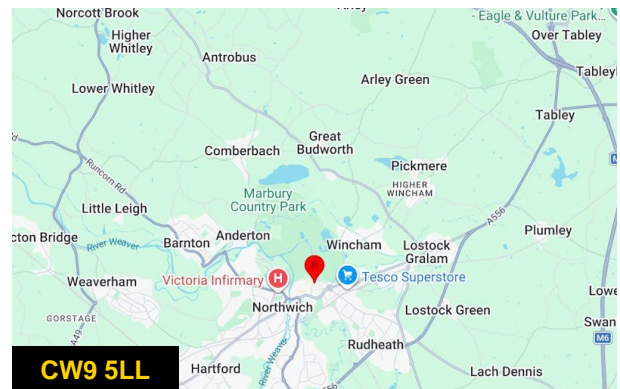 Norcott Brook
- Eagle & Vulture Park...
Higher
Whitley
Over Tabley
Antrobus
Arley Green
Lower Whitley
Tabley
Great
Budworth
Comberbach
Pickmere
HIGHER
WINCHAM
Runcorn Rd
Marbury
Country Park
Little Leigh
A556
Plumley
cton Bridge
River Weaver
Barnton
Anderton
Wincham
Lostock
Gralam
Weaverham
Victoria Infirmary
H
Tesco Superstore
Northwich
Lostock Green
GORSTAGE
A49
Lowe
Swan
M6
Rudheath
River Weaver
Hartford
Lach Dennis
CW9 5LL